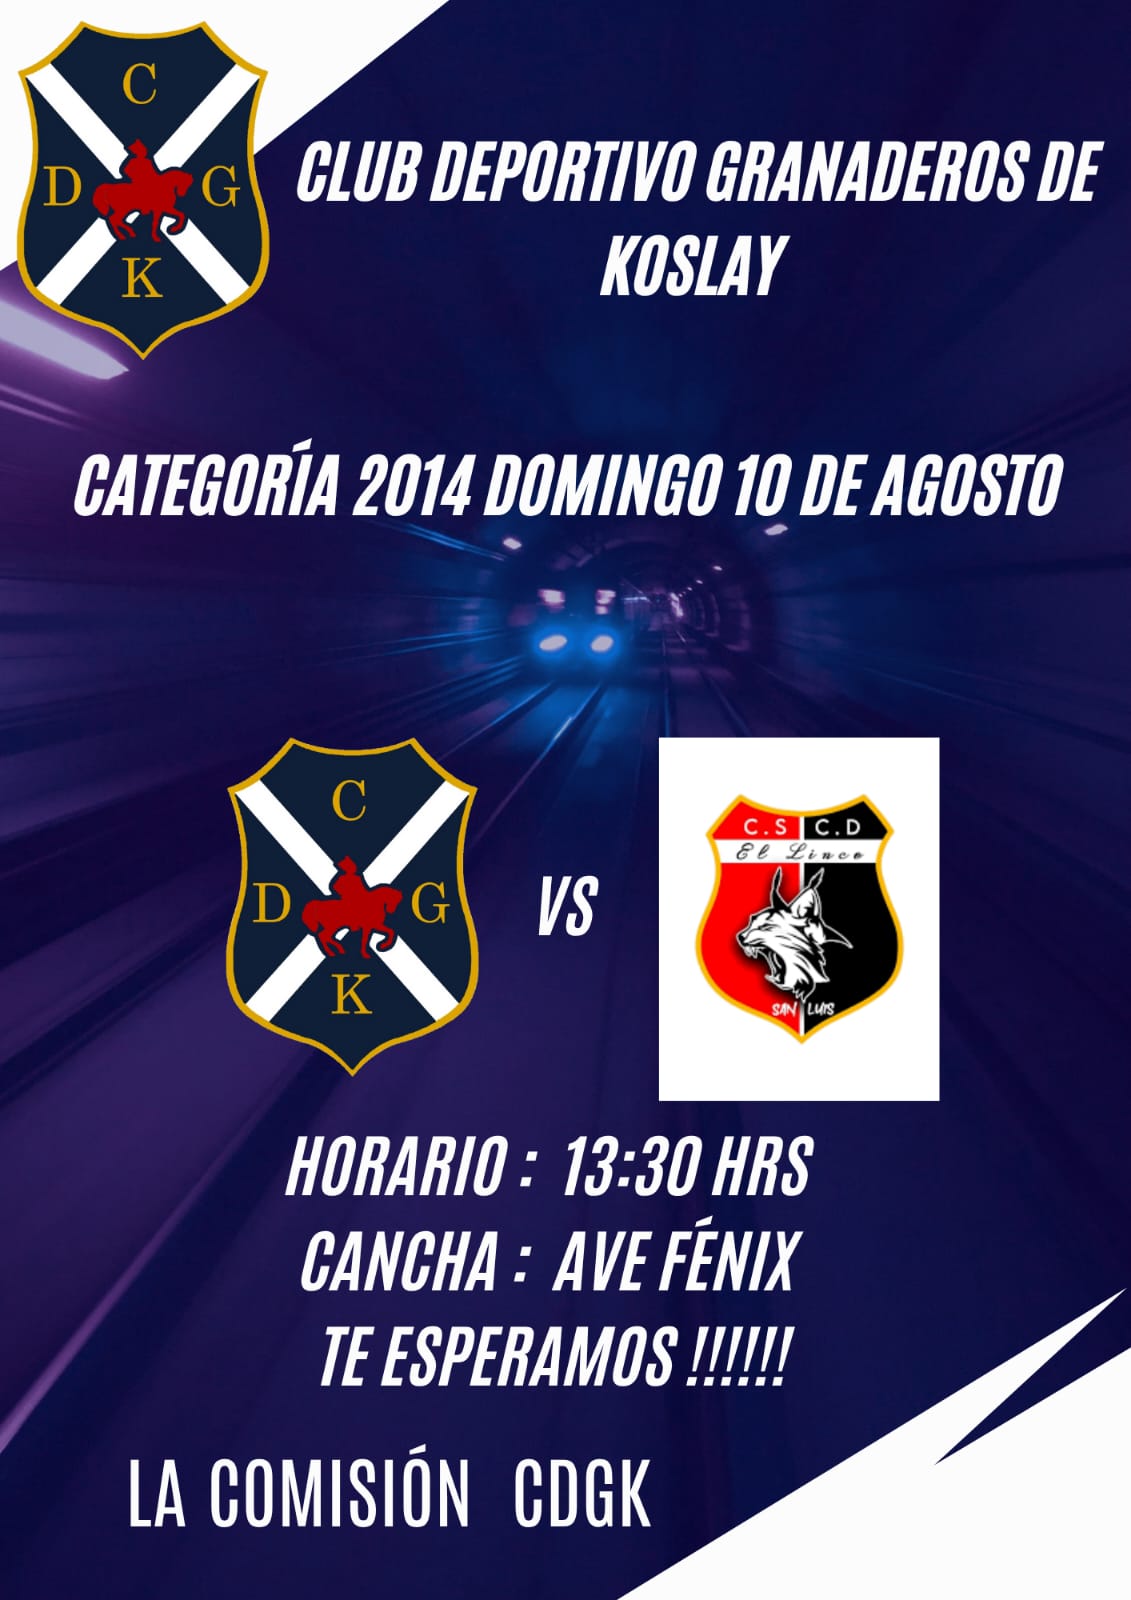 C
D G
K
CLUB DEPORTIVO GRANADEROS DE
KOSLAY
CATEGORÍA 2014 DOMINGO 10 DE AGOSTO
C
D G
K
VS
C.S C.D
El Lince
SAN LUIS
HORARIO : 13:30 HRS
CANCHA : AVE FÉNIX
TE ESPERAMOS !!!!!!
LA COMISIÓN CDGK